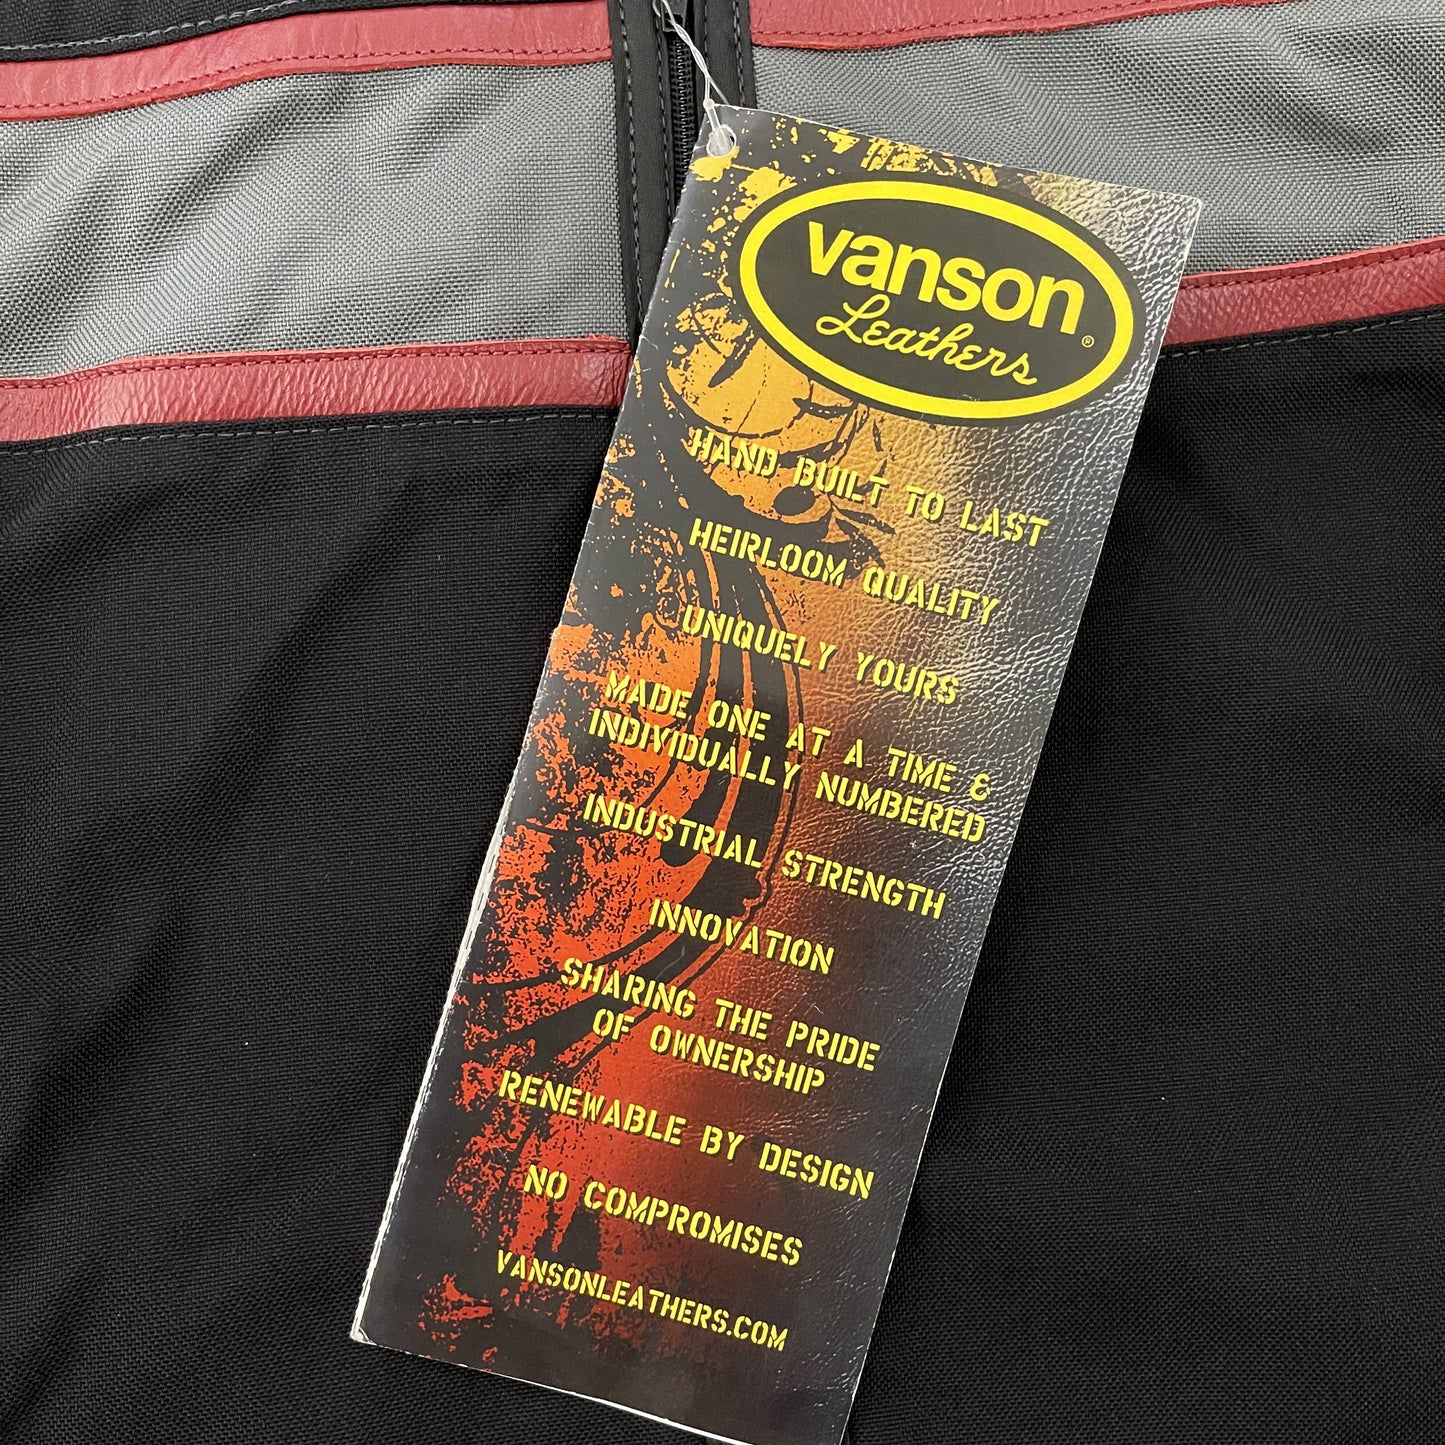 vanson
Leathers
®
HAND BUILT TO LAST
HEIRLOOM QUALITY
UNIQUELY YOURS
MADE ONE AT A TIME &
INDIVIDUALLY NUMBERED
INDUSTRIAL STRENGTH
INNOVATION
SHARING THE PRIDE
OF OWNERSHIP
RENEWABLE BY DESIGN
NO COMPROMISES
VANSONLEATHERS.COM